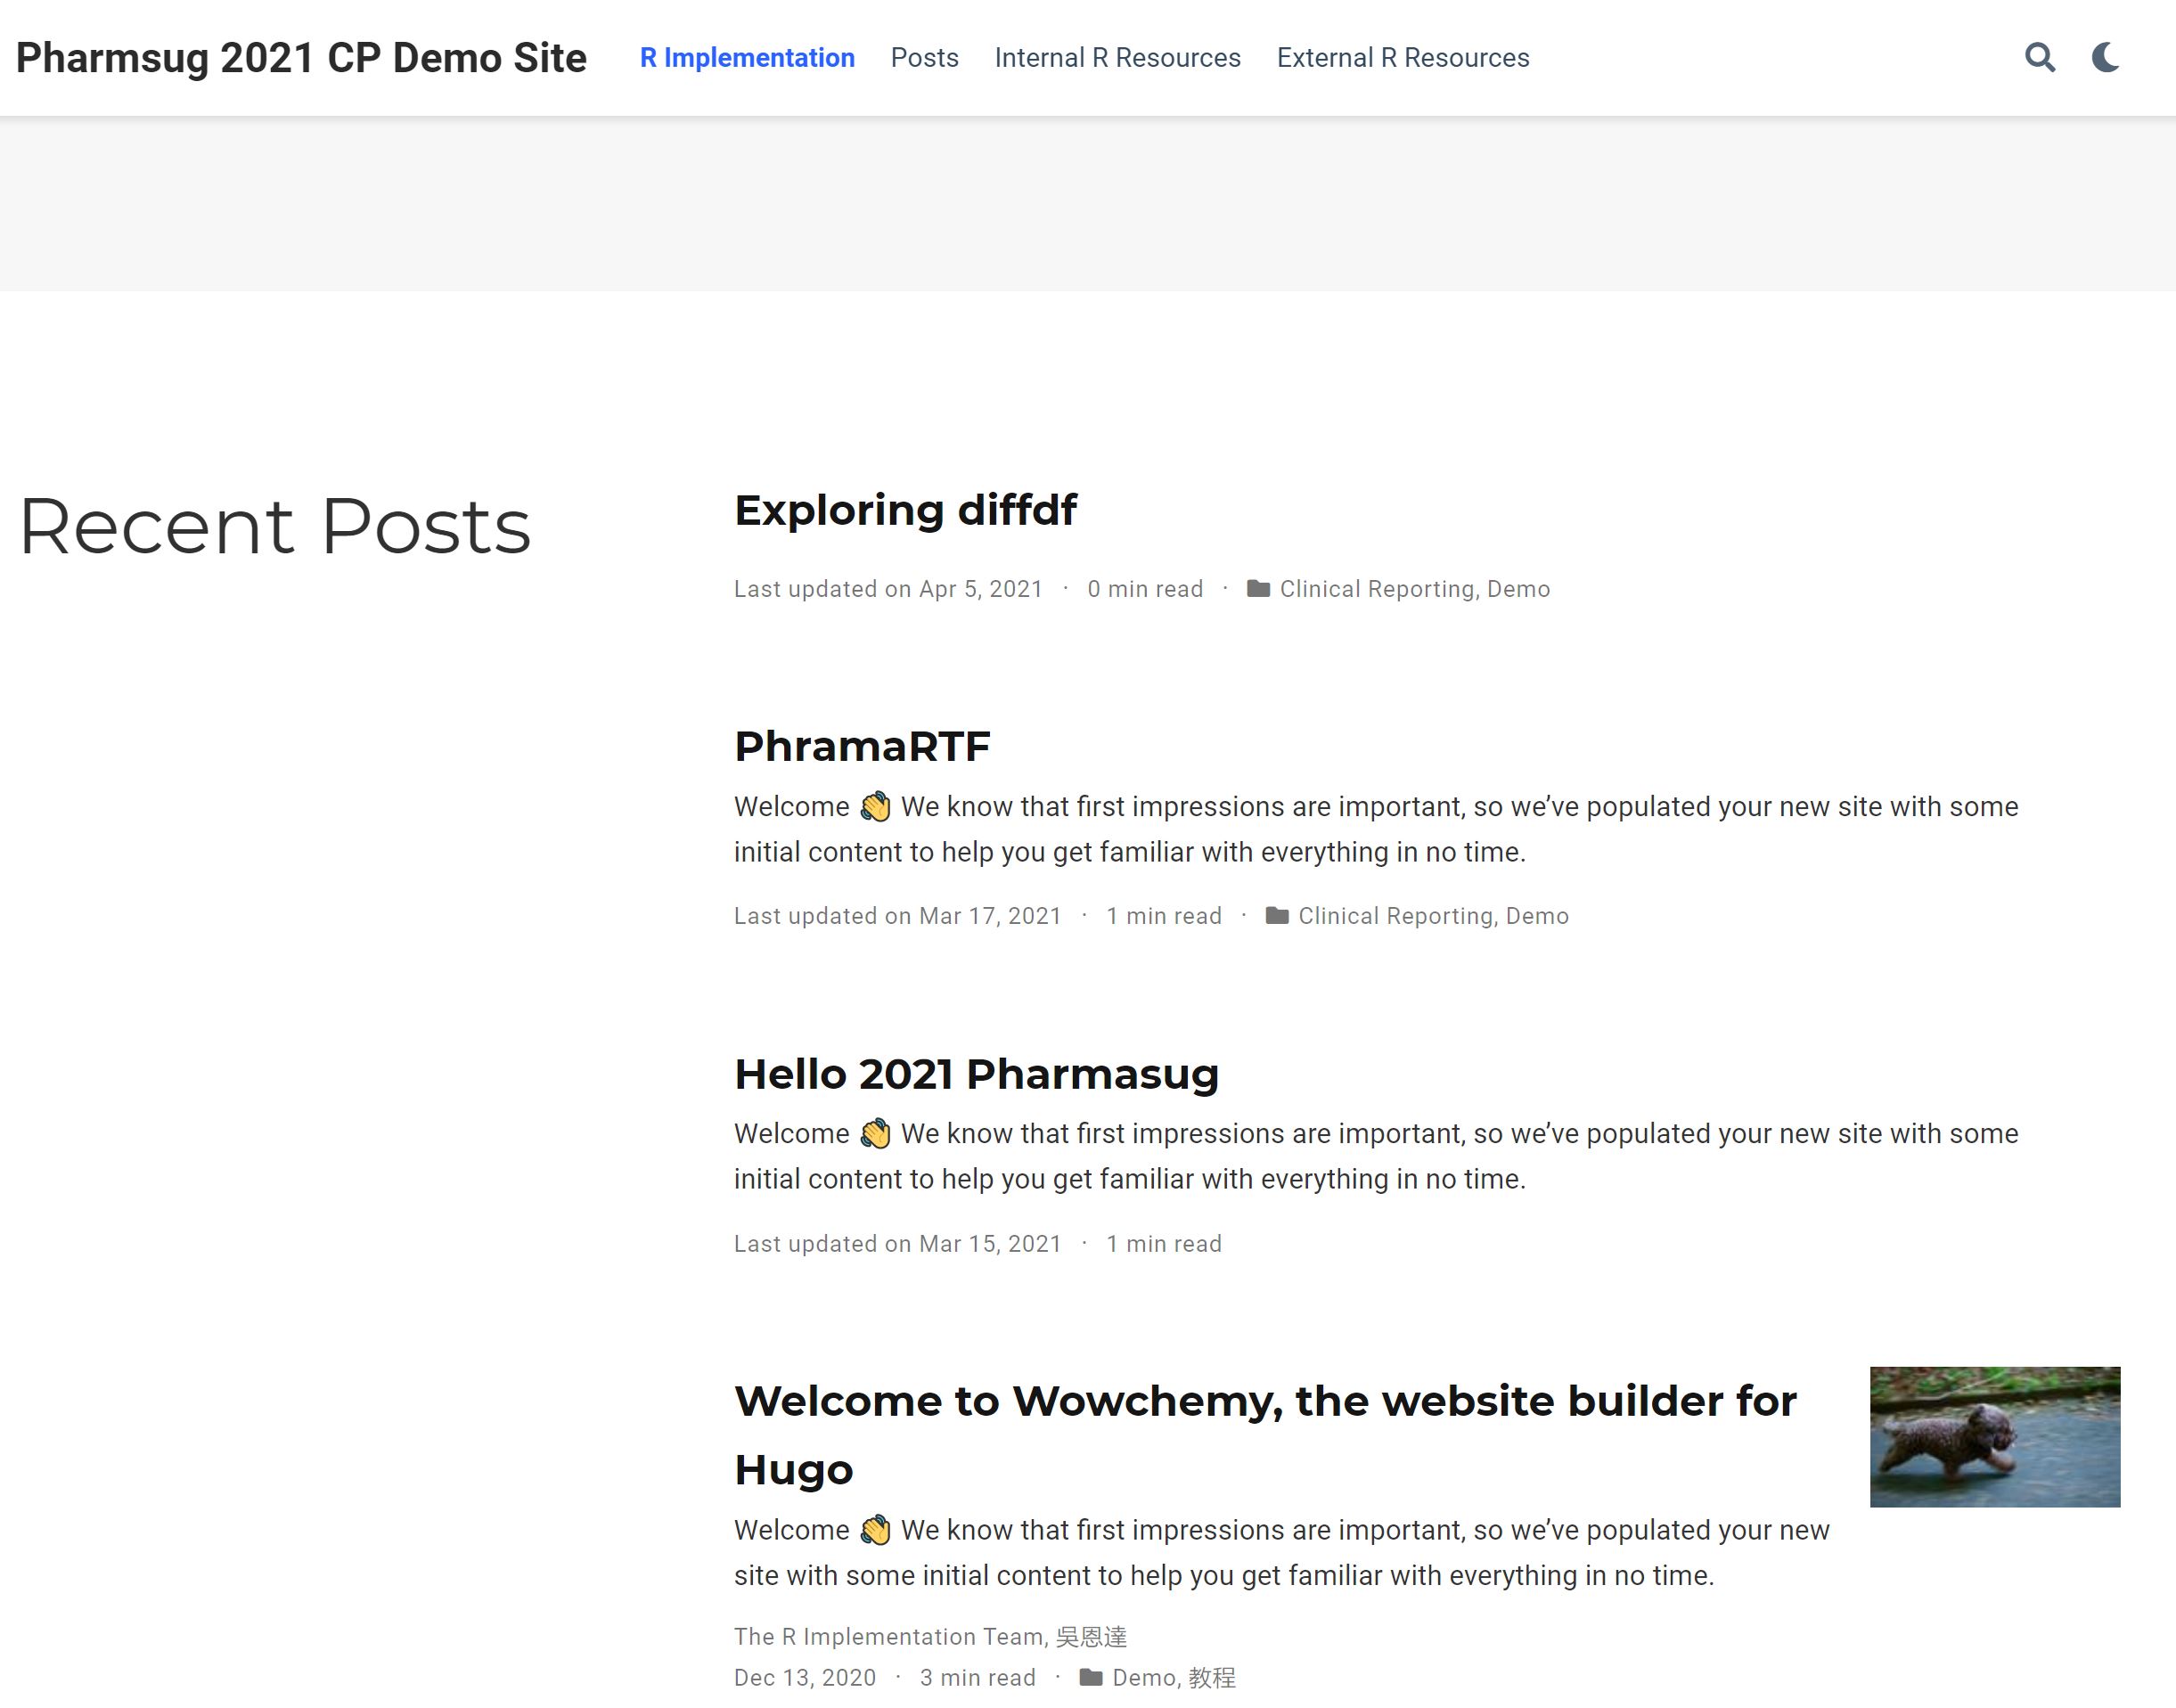 Pharmsug 2021 CP Demo Site R Implementation Posts Internal R Resources External R Resources
Recent Posts
Exploring diffdf
Last updated on Apr 5, 2021 · 0 min read · Clinical Reporting, Demo
PhramaRTF
Welcome 👋 We know that first impressions are important, so we’ve populated your new site with some
initial content to help you get familiar with everything in no time.
Last updated on Mar 17, 2021 · 1 min read · Clinical Reporting, Demo
Hello 2021 Pharmasug
Welcome 👋 We know that first impressions are important, so we’ve populated your new site with some
initial content to help you get familiar with everything in no time.
Last updated on Mar 15, 2021 · 1 min read
Welcome to Wowchemy, the website builder for
Hugo
Welcome 👋 We know that first impressions are important, so we’ve populated your new
site with some initial content to help you get familiar with everything in no time.
The R Implementation Team, 吳恩達
Dec 13, 2020 · 3 min read · Demo, 教程